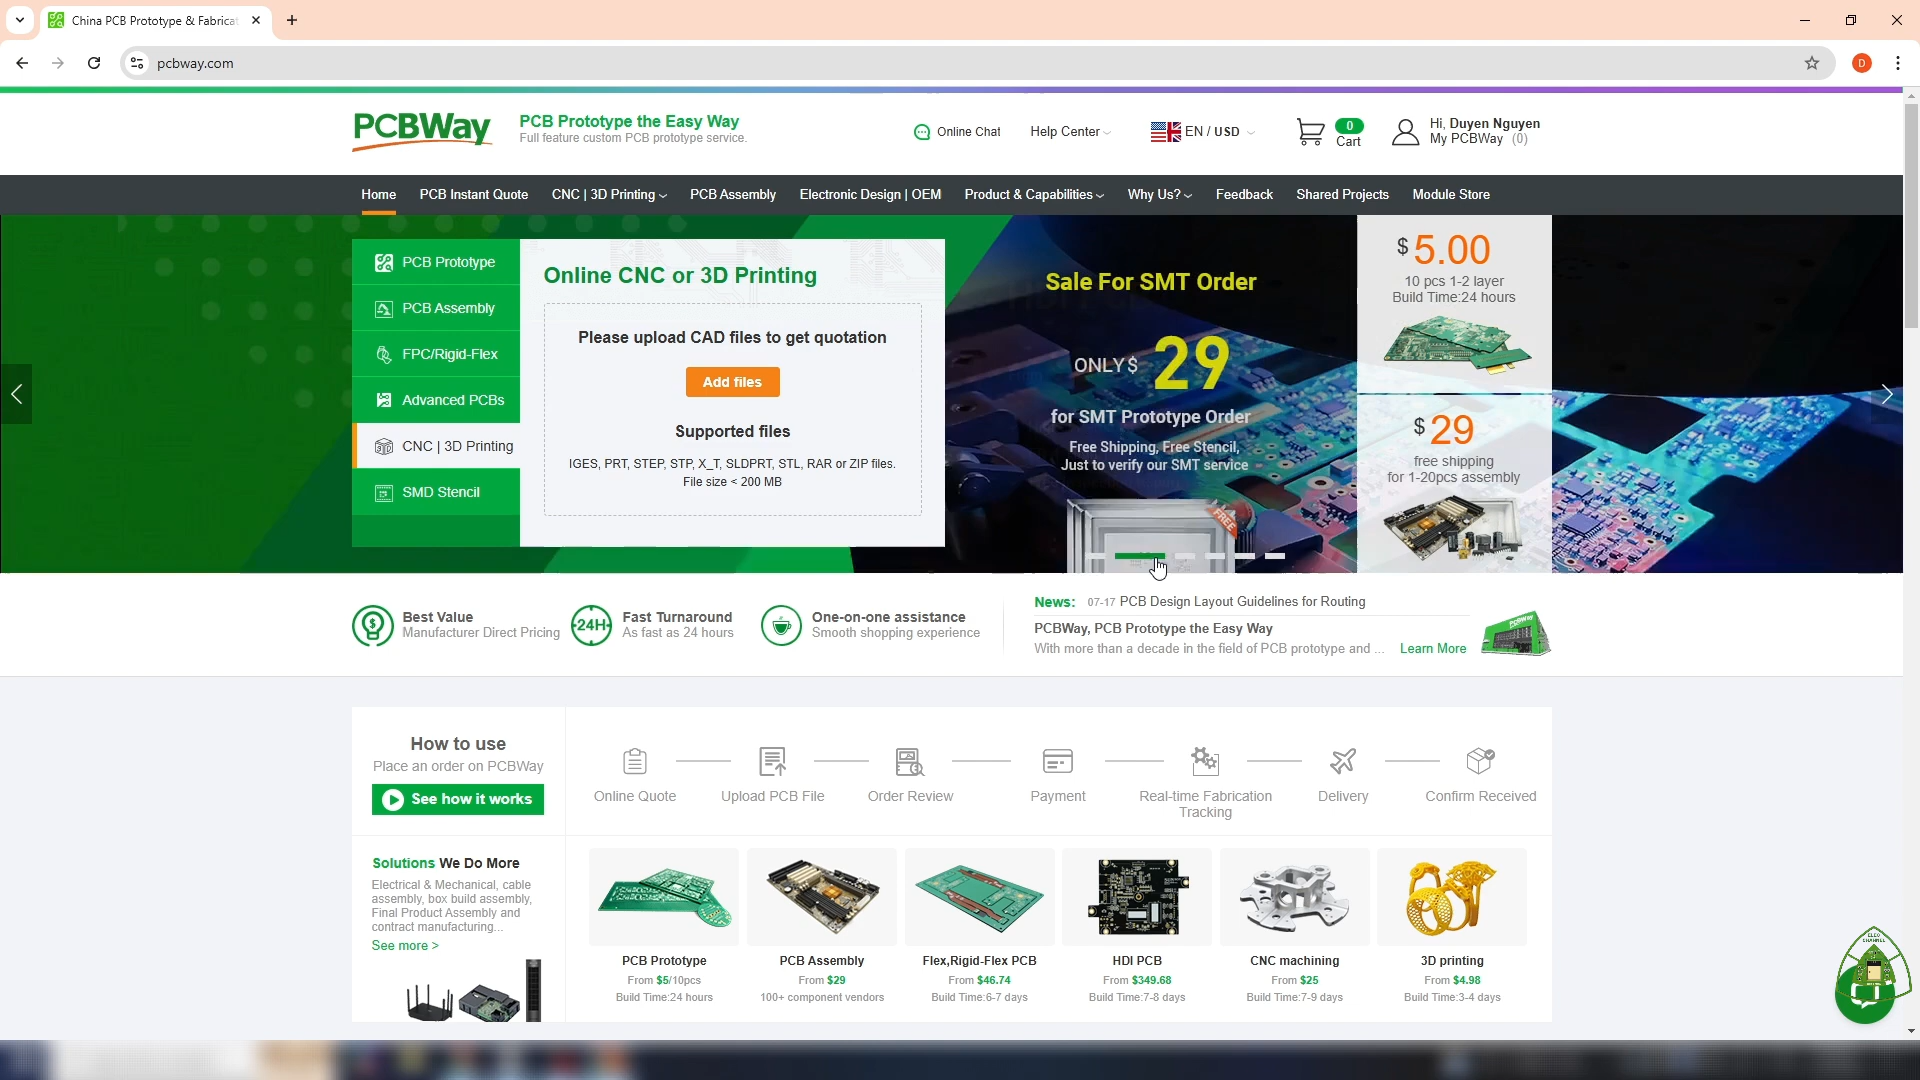 China PCB Prototype & Fabricat
pcbway.com
D
PCBWay
PCB Prototype the Easy Way
Full feature custom PCB prototype service.
Online Chat
Help Center
EN / USD
0
Cart
Hi, Duyen Nguyen
My PCBWay (0)
Home
PCB Instant Quote
CNC | 3D Printing
PCB Assembly
Electronic Design | OEM
Product & Capabilities
Why Us?
Feedback
Shared Projects
Module Store
PCB Prototype
PCB Assembly
FPC/Rigid-Flex
Advanced PCBs
CNC | 3D Printing
SMD Stencil
Online CNC or 3D Printing
Please upload CAD files to get quotation
Add files
Supported files
IGES, PRT, STEP, STP, X_T, SLDPRT, STL, RAR or ZIP files.
File size < 200 MB
Sale For SMT Order
ONLY$ 29
for SMT Prototype Order
Free Shipping, Free Stencil,
Just to verify our SMT service
FREE
$ 5.00
10 pcs 1-2 layer
Build Time:24 hours
$ 29
free shipping
for 1-20pcs assembly
Best Value
Manufacturer Direct Pricing
24H
Fast Turnaround
As fast as 24 hours
One-on-one assistance
Smooth shopping experience
News: 07-17 PCB Design Layout Guidelines for Routing
PCBWay, PCB Prototype the Easy Way
With more than a decade in the field of PCB prototype and ... Learn More
How to use
Place an order on PCBWay
See how it works
Online Quote
Upload PCB File
Order Review
Payment
Real-time Fabrication
Tracking
Delivery
Confirm Received
Solutions We Do More
Electrical & Mechanical, cable
assembly, box build assembly,
Final Product Assembly and
contract manufacturing...
See more >
PCB Prototype
From $5/10pcs
Build Time:24 hours
PCB Assembly
From $29
100+ component vendors
Flex,Rigid-Flex PCB
From $46.74
Build Time:6-7 days
HDI PCB
From $349.68
Build Time:7-8 days
CNC machining
From $25
Build Time:7-9 days
3D printing
From $4.98
Build Time:3-4 days